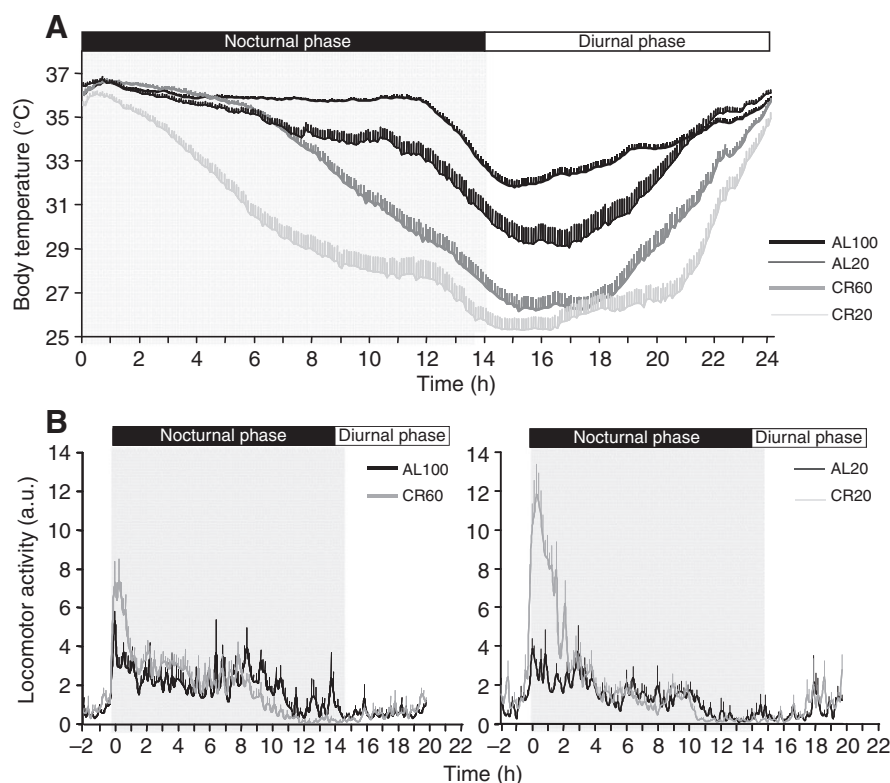 A
Nocturnal phase Diurnal phase
37
35
33
31
29
27
25
Body temperature (°C)
0 2 4 6 8 10 12 14 16 18 20 22 24
Time (h)
AL100
AL20
CR60
CR20
B
Nocturnal phase Diurnal phase
14
12
10
8
6
4
2
0
Locomotor activity (a.u.)
AL100
CR60
–2 0 2 4 6 8 10 12 14 16 18 20 22
Nocturnal phase Diurnal phase
14
12
10
8
6
4
2
0
AL20
CR20
–2 0 2 4 6 8 10 12 14 16 18 20 22
Time (h)